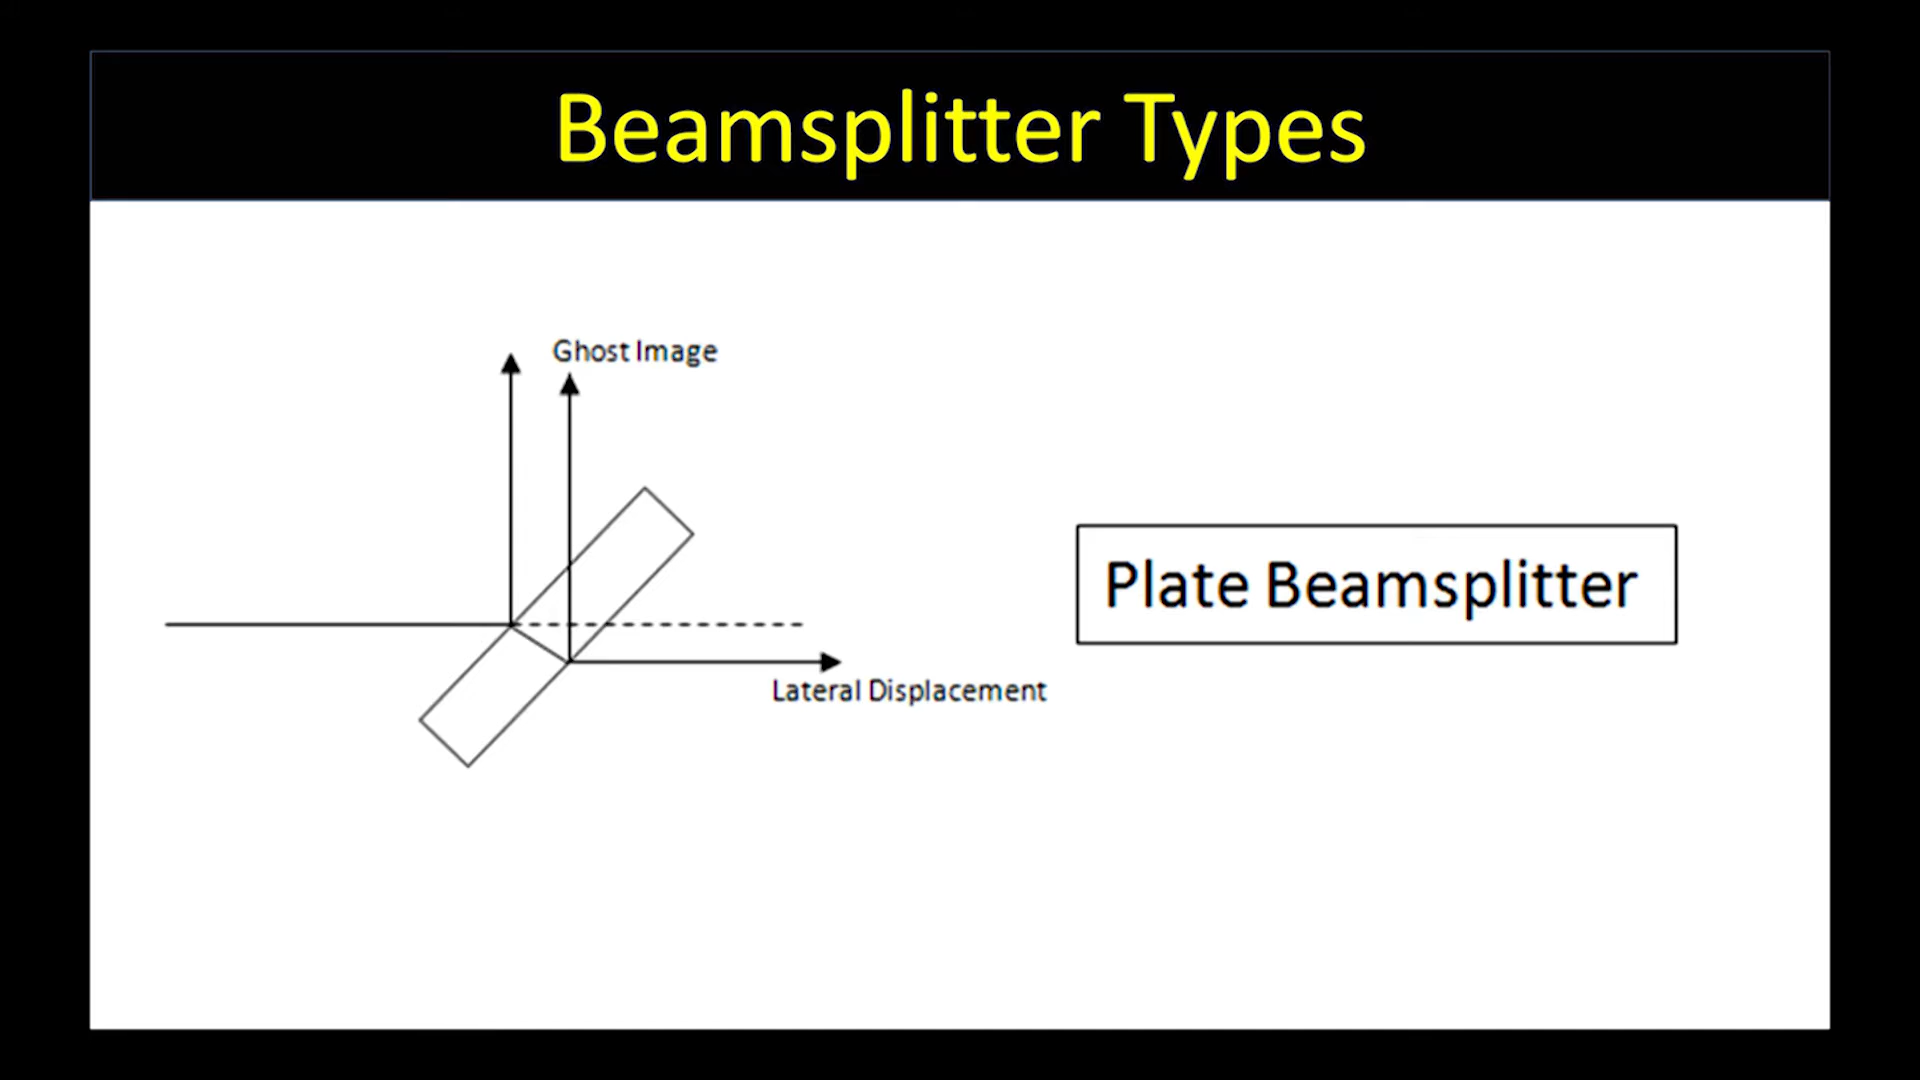 Beamsplitter Types
Ghost Image
Plate Beamsplitter
Lateral Displacement